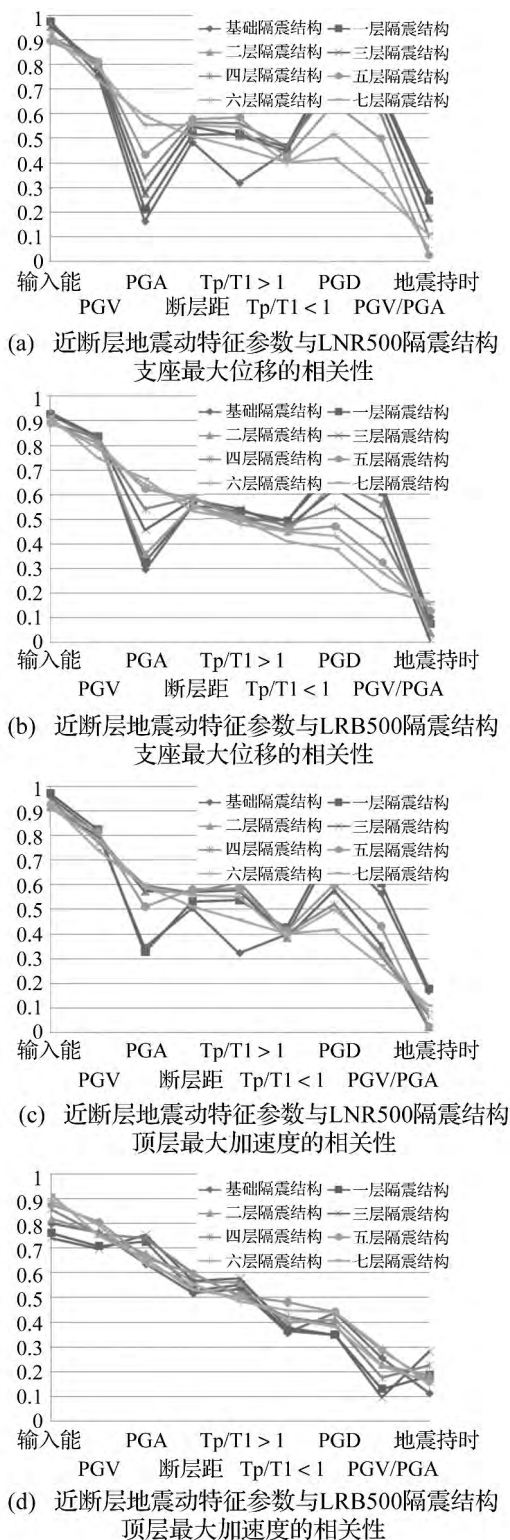 1
0.9
0.8
0.7
0.6
0.5
0.4
0.3
0.2
0.1
0
基础隔震结构 一层隔震结构
二层隔震结构 三层隔震结构
四层隔震结构 五层隔震结构
六层隔震结构 七层隔震结构
输入能 PGA Tp/T1>1 PGD 地震持时
PGV 断层距 Tp/T1<1 PGV/PGA
(a) 近断层地震动特征参数与LNR500隔震结构
支座最大位移的相关性
1
0.9
0.8
0.7
0.6
0.5
0.4
0.3
0.2
0.1
0
基础隔震结构 一层隔震结构
二层隔震结构 三层隔震结构
四层隔震结构 五层隔震结构
六层隔震结构 七层隔震结构
输入能 PGA Tp/T1>1 PGD 地震持时
PGV 断层距 Tp/T1<1 PGV/PGA
(b) 近断层地震动特征参数与LRB500隔震结构
支座最大位移的相关性
1
0.9
0.8
0.7
0.6
0.5
0.4
0.3
0.2
0.1
0
基础隔震结构 一层隔震结构
二层隔震结构 三层隔震结构
四层隔震结构 五层隔震结构
六层隔震结构 七层隔震结构
输入能 PGA Tp/T1>1 PGD 地震持时
PGV 断层距 Tp/T1<1 PGV/PGA
(c) 近断层地震动特征参数与LNR500隔震结构
顶层最大加速度的相关性
1
0.9
0.8
0.7
0.6
0.5
0.4
0.3
0.2
0.1
0
基础隔震结构 一层隔震结构
二层隔震结构 三层隔震结构
四层隔震结构 五层隔震结构
六层隔震结构 七层隔震结构
输入能 PGA Tp/T1>1 PGD 地震持时
PGV 断层距 Tp/T1<1 PGV/PGA
(d) 近断层地震动特征参数与LRB500隔震结构
顶层最大加速度的相关性